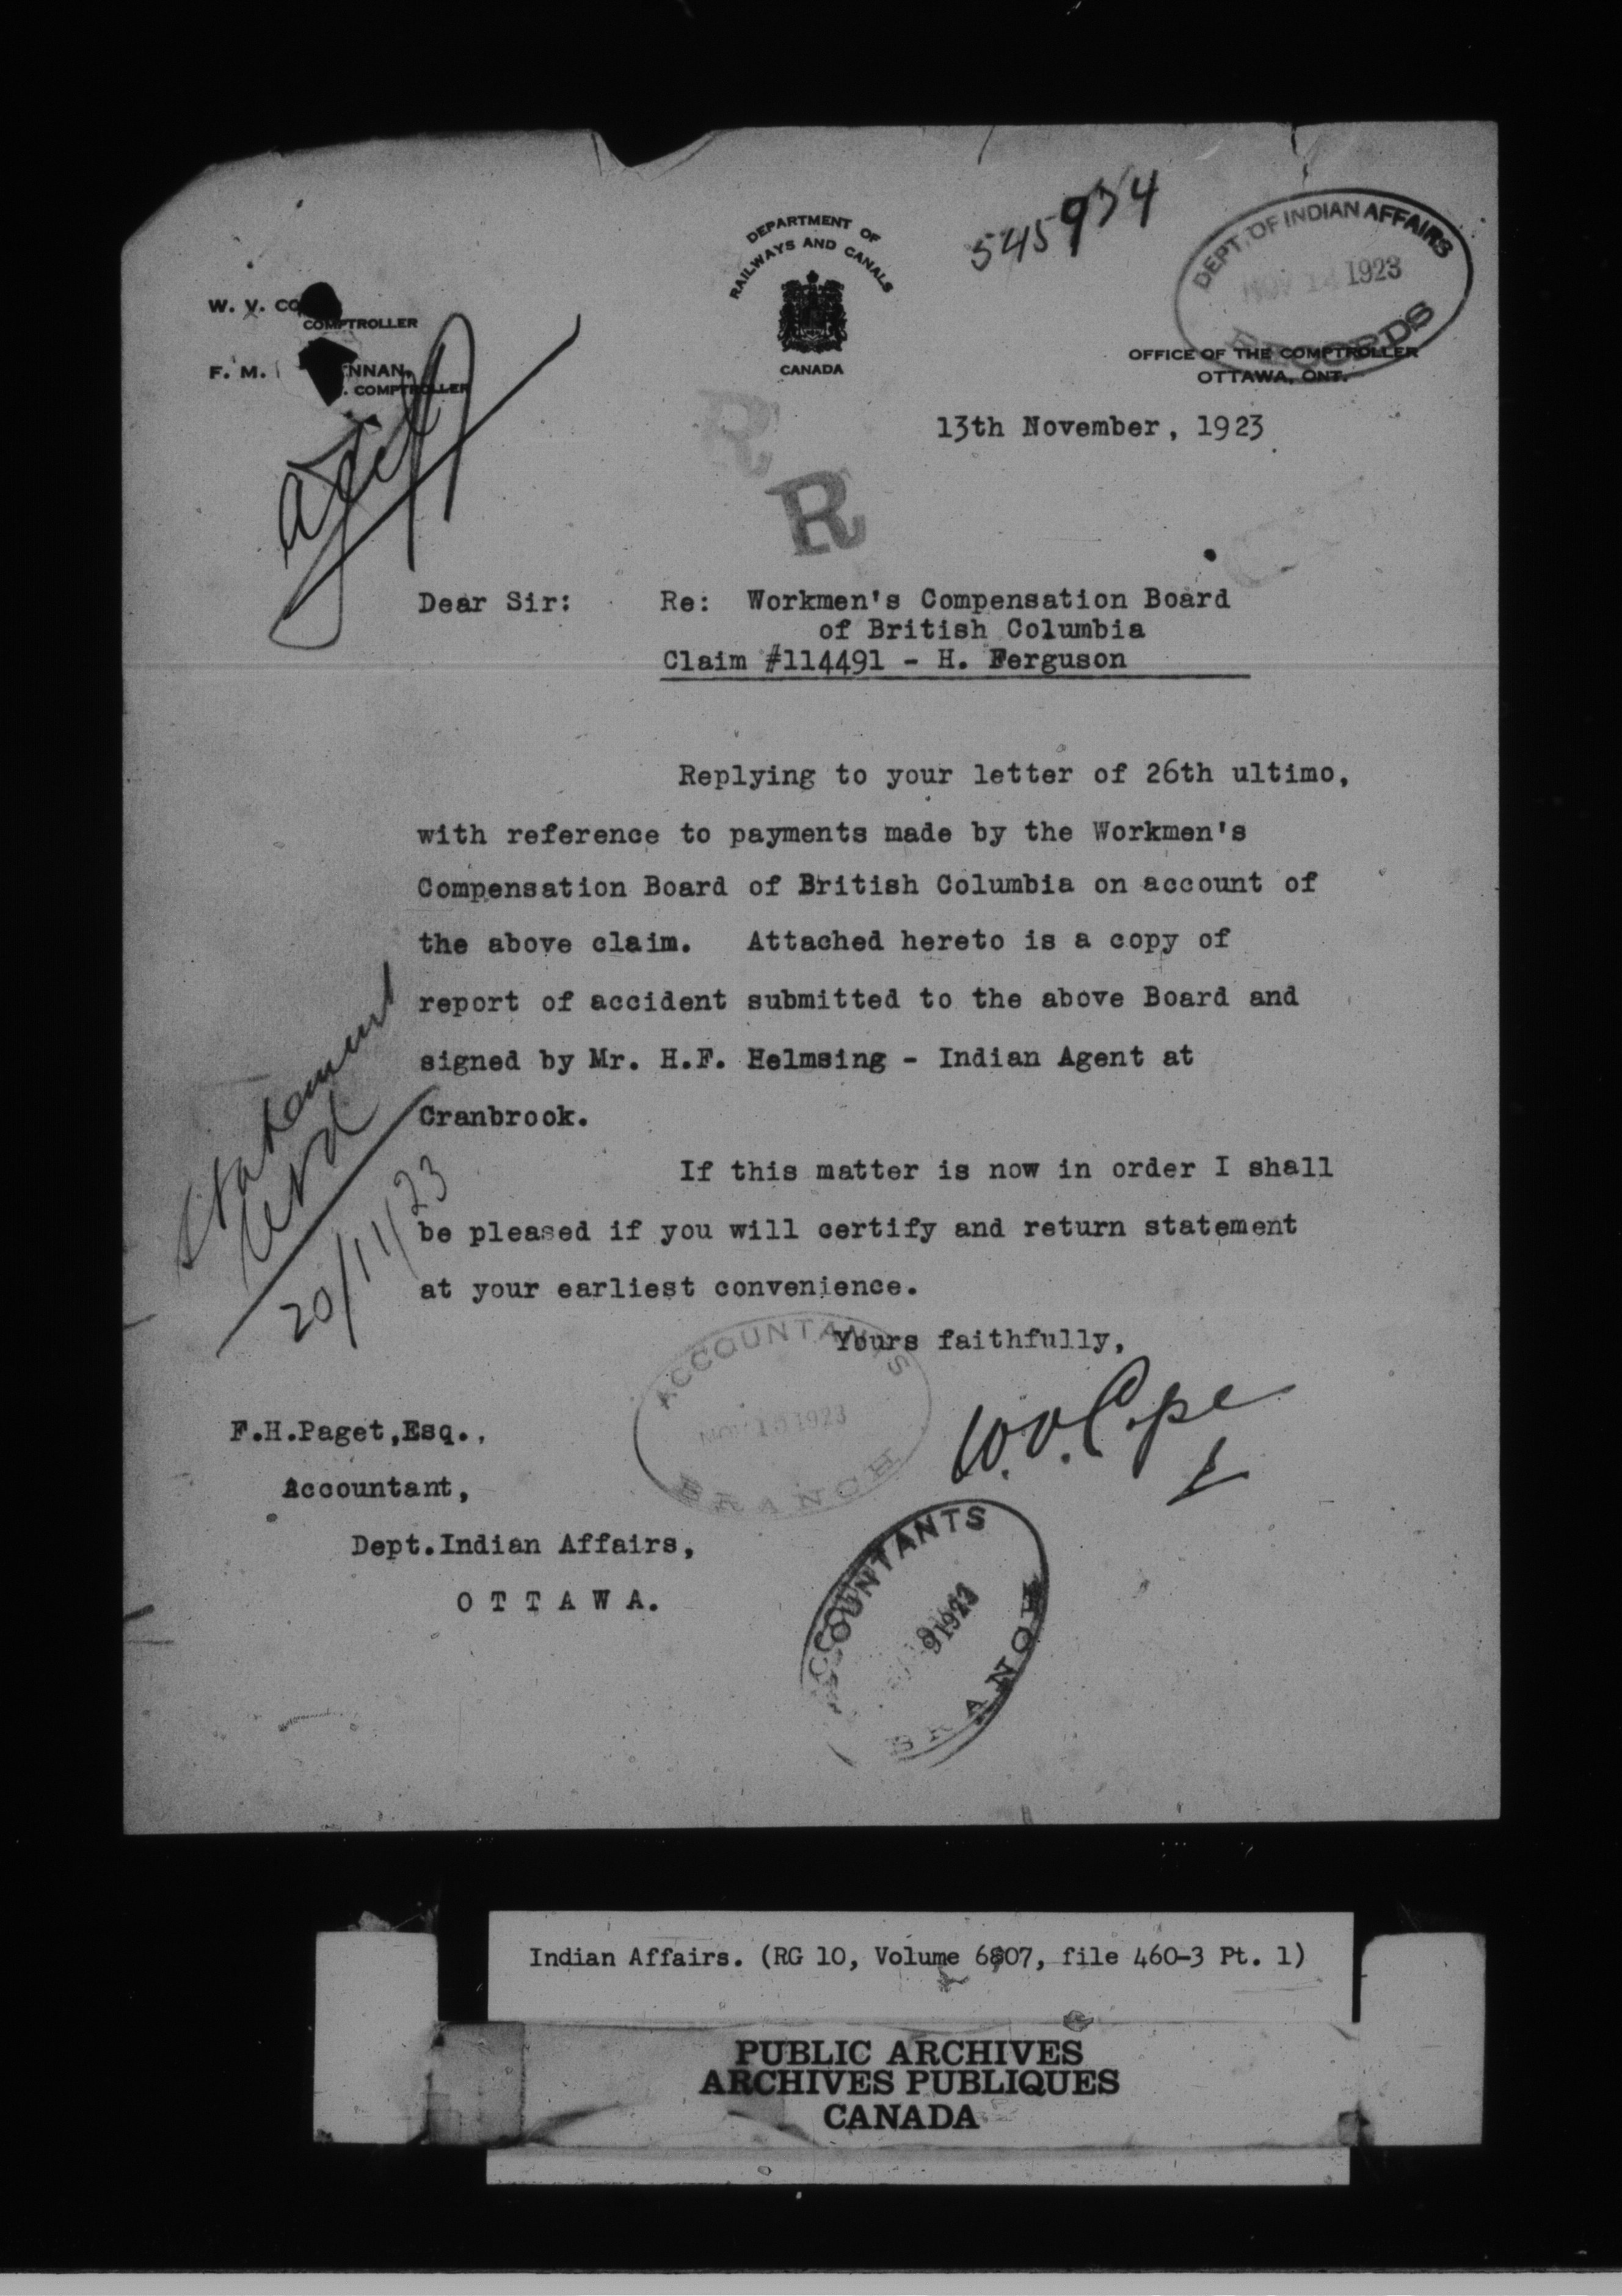 545934
DEPT. OF INDIAN AFFAIRS
NOV 14 1923
RECORDS
DEPARTMENT OF
RAILWAYS AND CANALS
CANADA
W. V. CO
COMPTROLLER
F. M. NNAN,
. COMPTROLLER
OFFICE OF THE COMPTROLLER
OTTAWA, ONT.
13th November, 1923
R
R
Dear Sir: Re: Workmen's Compensation Board
of British Columbia
Claim #114491 - H. Ferguson
Replying to your letter of 26th ultimo,
with reference to payments made by the Workmen's
Compensation Board of British Columbia on account of
the above claim. Attached hereto is a copy of
report of accident submitted to the above Board and
signed by Mr. H.F. Helmsing - Indian Agent at
Cranbrook.
If this matter is now in order I shall
be pleased if you will certify and return statement
at your earliest convenience.
Statement
20/11/23
Yours faithfully,
W.V. Cope
ACCOUNTANTS
1923
BRANCH
F.H.Paget,Esq.,
Accountant,
Dept.Indian Affairs,
O T T A W A.
ACCOUNTANTS
1923
BRANCH
Indian Affairs. (RG 10, Volume 6807, file 460-3 Pt. 1)
PUBLIC ARCHIVES
ARCHIVES PUBLIQUES
CANADA